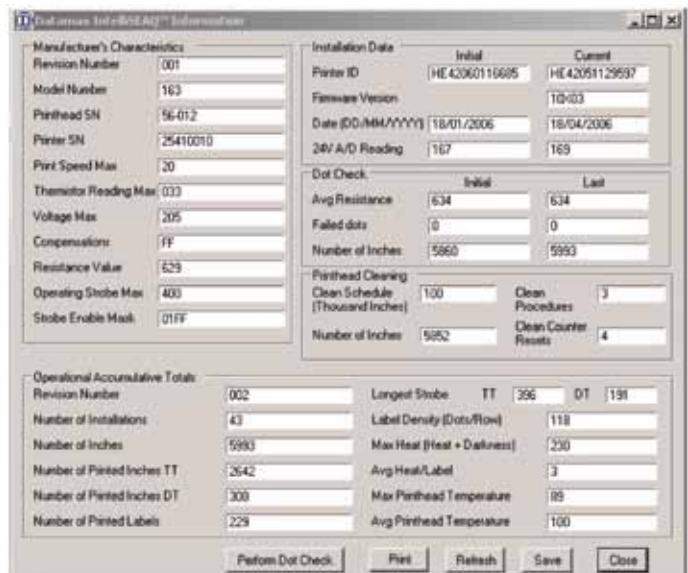 Datamax IntelliSEAQ™ Information
Manufacturer's Characteristics
Revision Number 001
Model Number 163
Printhead SN 56-012
Printer SN 25410010
Print Speed Max 20
Thermistor Reading Max 033
Voltage Max 205
Compensations FF
Resistance Value 629
Operating Strobe Max 400
Strobe Enable Mask 01FF
Installation Data
Initial Current
Printer ID HE42060116685 HE42051129597
Firmware Version 10X03
Date (DD/MM/YYYY) 18/01/2006 18/04/2006
24V A/D Reading 167 169
Dot Check
Initial Last
Avg Resistance 634 634
Failed dots 0 0
Number of Inches 5860 5993
Printhead Cleaning
Clean Schedule (Thousand Inches) 100 Clean Procedures 3
Number of Inches 5852 Clean Counter Resets 4
Operational Accumulative Totals
Revision Number 002 Longest Strobe TT 396 DT 191
Number of Installations 43 Label Density (Dots/Row) 118
Number of Inches 5993 Max Heat (Heat + Darkness) 230
Number of Printed Inches TT 2642 Avg Heat/Label 3
Number of Printed Inches DT 308 Max Printhead Temperature 89
Number of Printed Labels 229 Avg Printhead Temperature 100
Perform Dot Check Print Refresh Save Close